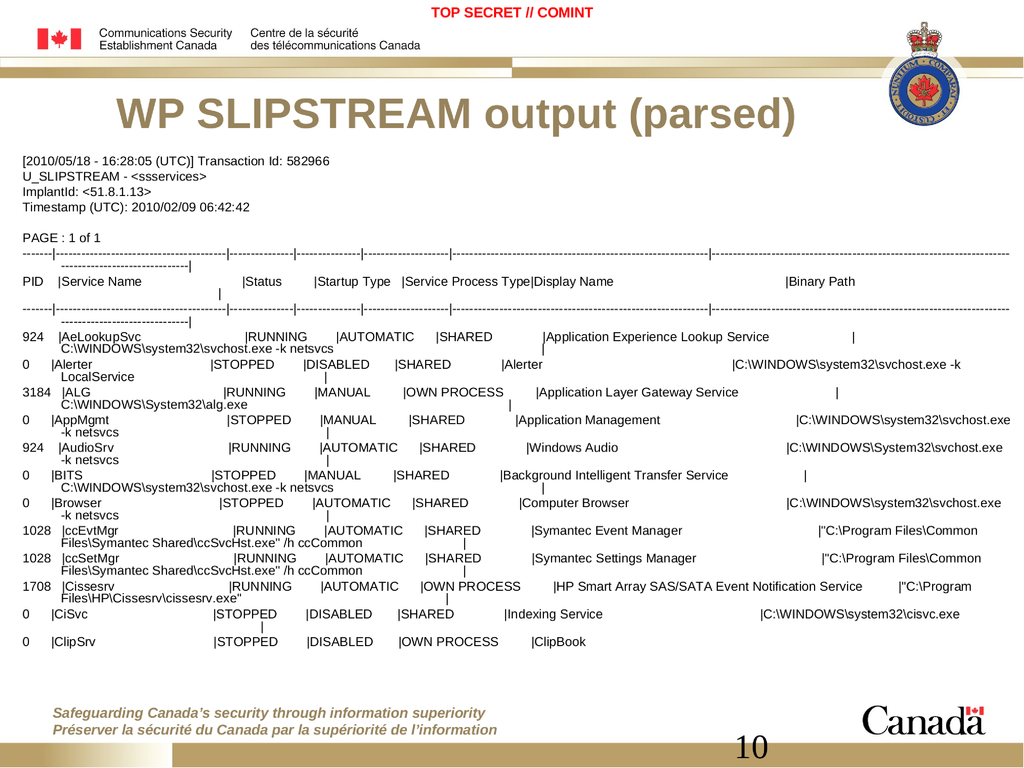 TOP SECRET // COMINT
Communications Security Establishment Canada
Centre de la sécurité des télécommunications Canada
NUNTIUM COMPARAT ET CUSTODIT
WP SLIPSTREAM output (parsed)
[2010/05/18 - 16:28:05 (UTC)] Transaction Id: 582966
U_SLIPSTREAM - <ssservices>
ImplantId: <51.8.1.13>
Timestamp (UTC): 2010/02/09 06:42:42
PAGE : 1 of 1
-------|----------------------------------------|---------------|---------------|--------------------|------------------------------------------------------------|----------------------------------------------------------------------
------------------------------|
PID |Service Name |Status |Startup Type |Service Process Type|Display Name |Binary Path
|
-------|----------------------------------------|---------------|---------------|--------------------|------------------------------------------------------------|----------------------------------------------------------------------
------------------------------|
924 |AeLookupSvc |RUNNING |AUTOMATIC |SHARED |Application Experience Lookup Service |
C:\WINDOWS\system32\svchost.exe -k netsvcs |
0 |Alerter |STOPPED |DISABLED |SHARED |Alerter |C:\WINDOWS\system32\svchost.exe -k
LocalService |
3184 |ALG |RUNNING |MANUAL |OWN PROCESS |Application Layer Gateway Service |
C:\WINDOWS\System32\alg.exe |
0 |AppMgmt |STOPPED |MANUAL |SHARED |Application Management |C:\WINDOWS\system32\svchost.exe
-k netsvcs |
924 |AudioSrv |RUNNING |AUTOMATIC |SHARED |Windows Audio |C:\WINDOWS\System32\svchost.exe
-k netsvcs |
0 |BITS |STOPPED |MANUAL |SHARED |Background Intelligent Transfer Service |
C:\WINDOWS\system32\svchost.exe -k netsvcs |
0 |Browser |STOPPED |AUTOMATIC |SHARED |Computer Browser |C:\WINDOWS\system32\svchost.exe
-k netsvcs |
1028 |ccEvtMgr |RUNNING |AUTOMATIC |SHARED |Symantec Event Manager |"C:\Program Files\Common
Files\Symantec Shared\ccSvcHst.exe" /h ccCommon |
1028 |ccSetMgr |RUNNING |AUTOMATIC |SHARED |Symantec Settings Manager |"C:\Program Files\Common
Files\Symantec Shared\ccSvcHst.exe" /h ccCommon |
1708 |Cissesrv |RUNNING |AUTOMATIC |OWN PROCESS |HP Smart Array SAS/SATA Event Notification Service |"C:\Program
Files\HP\Cissesrv\cissesrv.exe" |
0 |CiSvc |STOPPED |DISABLED |SHARED |Indexing Service |C:\WINDOWS\system32\cisvc.exe
|
0 |ClipSrv |STOPPED |DISABLED |OWN PROCESS |ClipBook
Safeguarding Canada's security through information superiority
Préserver la sécurité du Canada par la supériorité de l'information
Canada
10